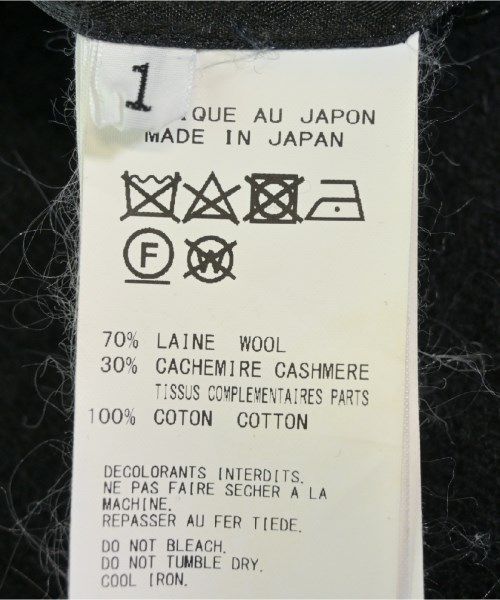 1
IQUE AU JAPON
MADE IN JAPAN
F W
70% LAINE WOOL
30% CACHEMIRE CASHMERE
TISSUS COMPLEMENTAIRES PARTS
100% COTON COTTON
DECOLORANTS INTERDITS.
NE PAS FAIRE SECHER A LA
MACHINE.
REPASSER AU FER TIEDE.
DO NOT BLEACH.
DO NOT TUMBLE DRY.
COOL IRON.